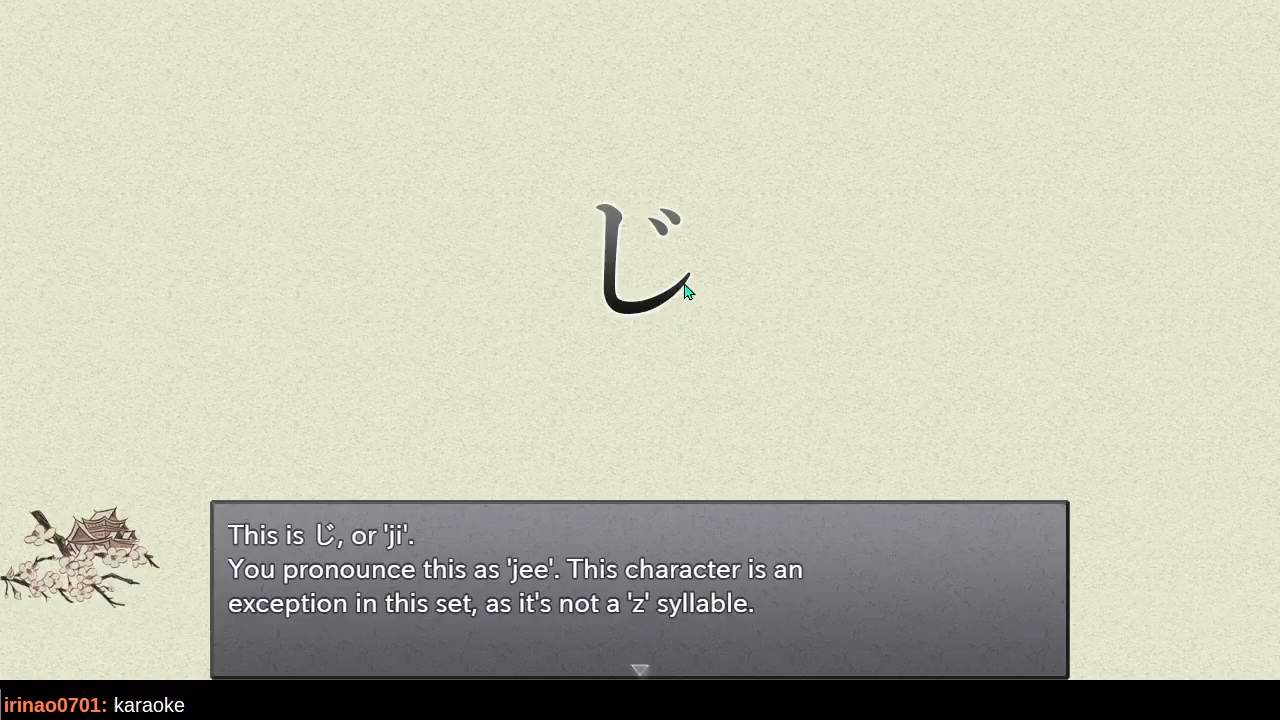 じ
This is じ, or 'ji'.
You pronounce this as 'jee'. This character is an
exception in this set, as it's not a 'z' syllable.
irinao0701: karaoke